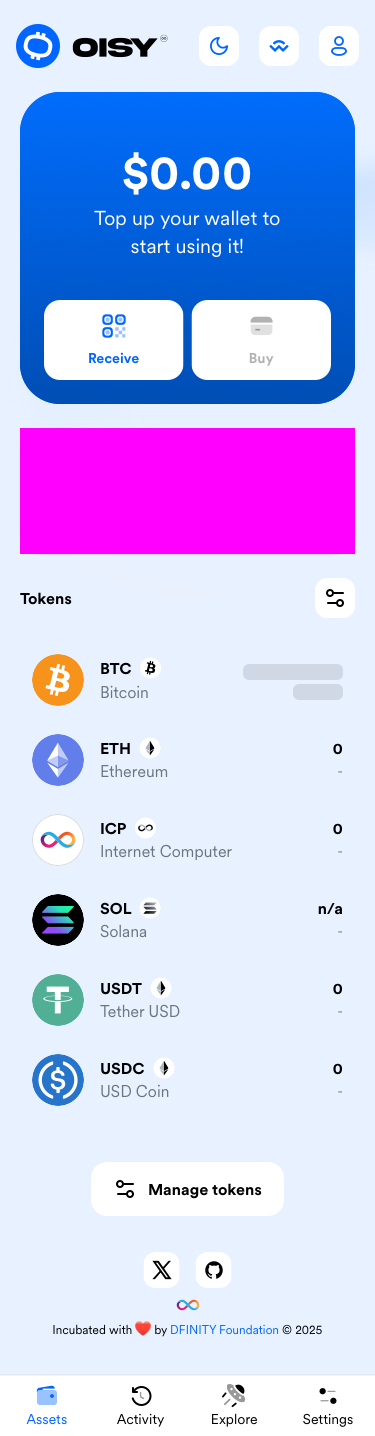 OISY
$0.00
Top up your wallet to
start using it!
Receive
Buy
Tokens
BTC
Bitcoin
ETH 0
Ethereum -
ICP 0
Internet Computer -
SOL n/a
Solana -
USDT 0
Tether USD -
USDC 0
USD Coin -
Manage tokens
Incubated with ❤️ by DFINITY Foundation © 2025
Assets
Activity
Explore
Settings